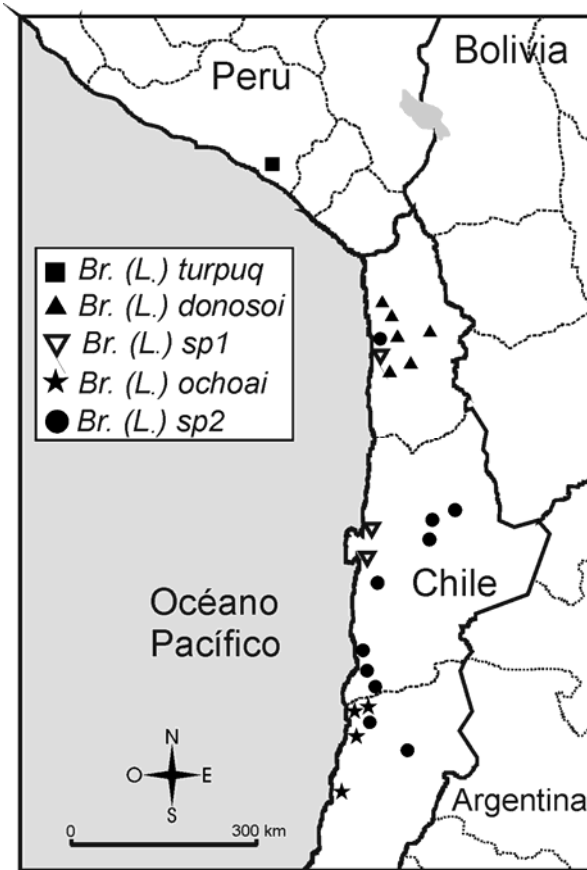 Peru
Bolivia
Br. (L.) turpuq
Br. (L.) donosoi
Br. (L.) sp1
Br. (L.) ochoai
Br. (L.) sp2
Chile
Océano
Pacífico
Argentina
N
O E
S
0 300 km